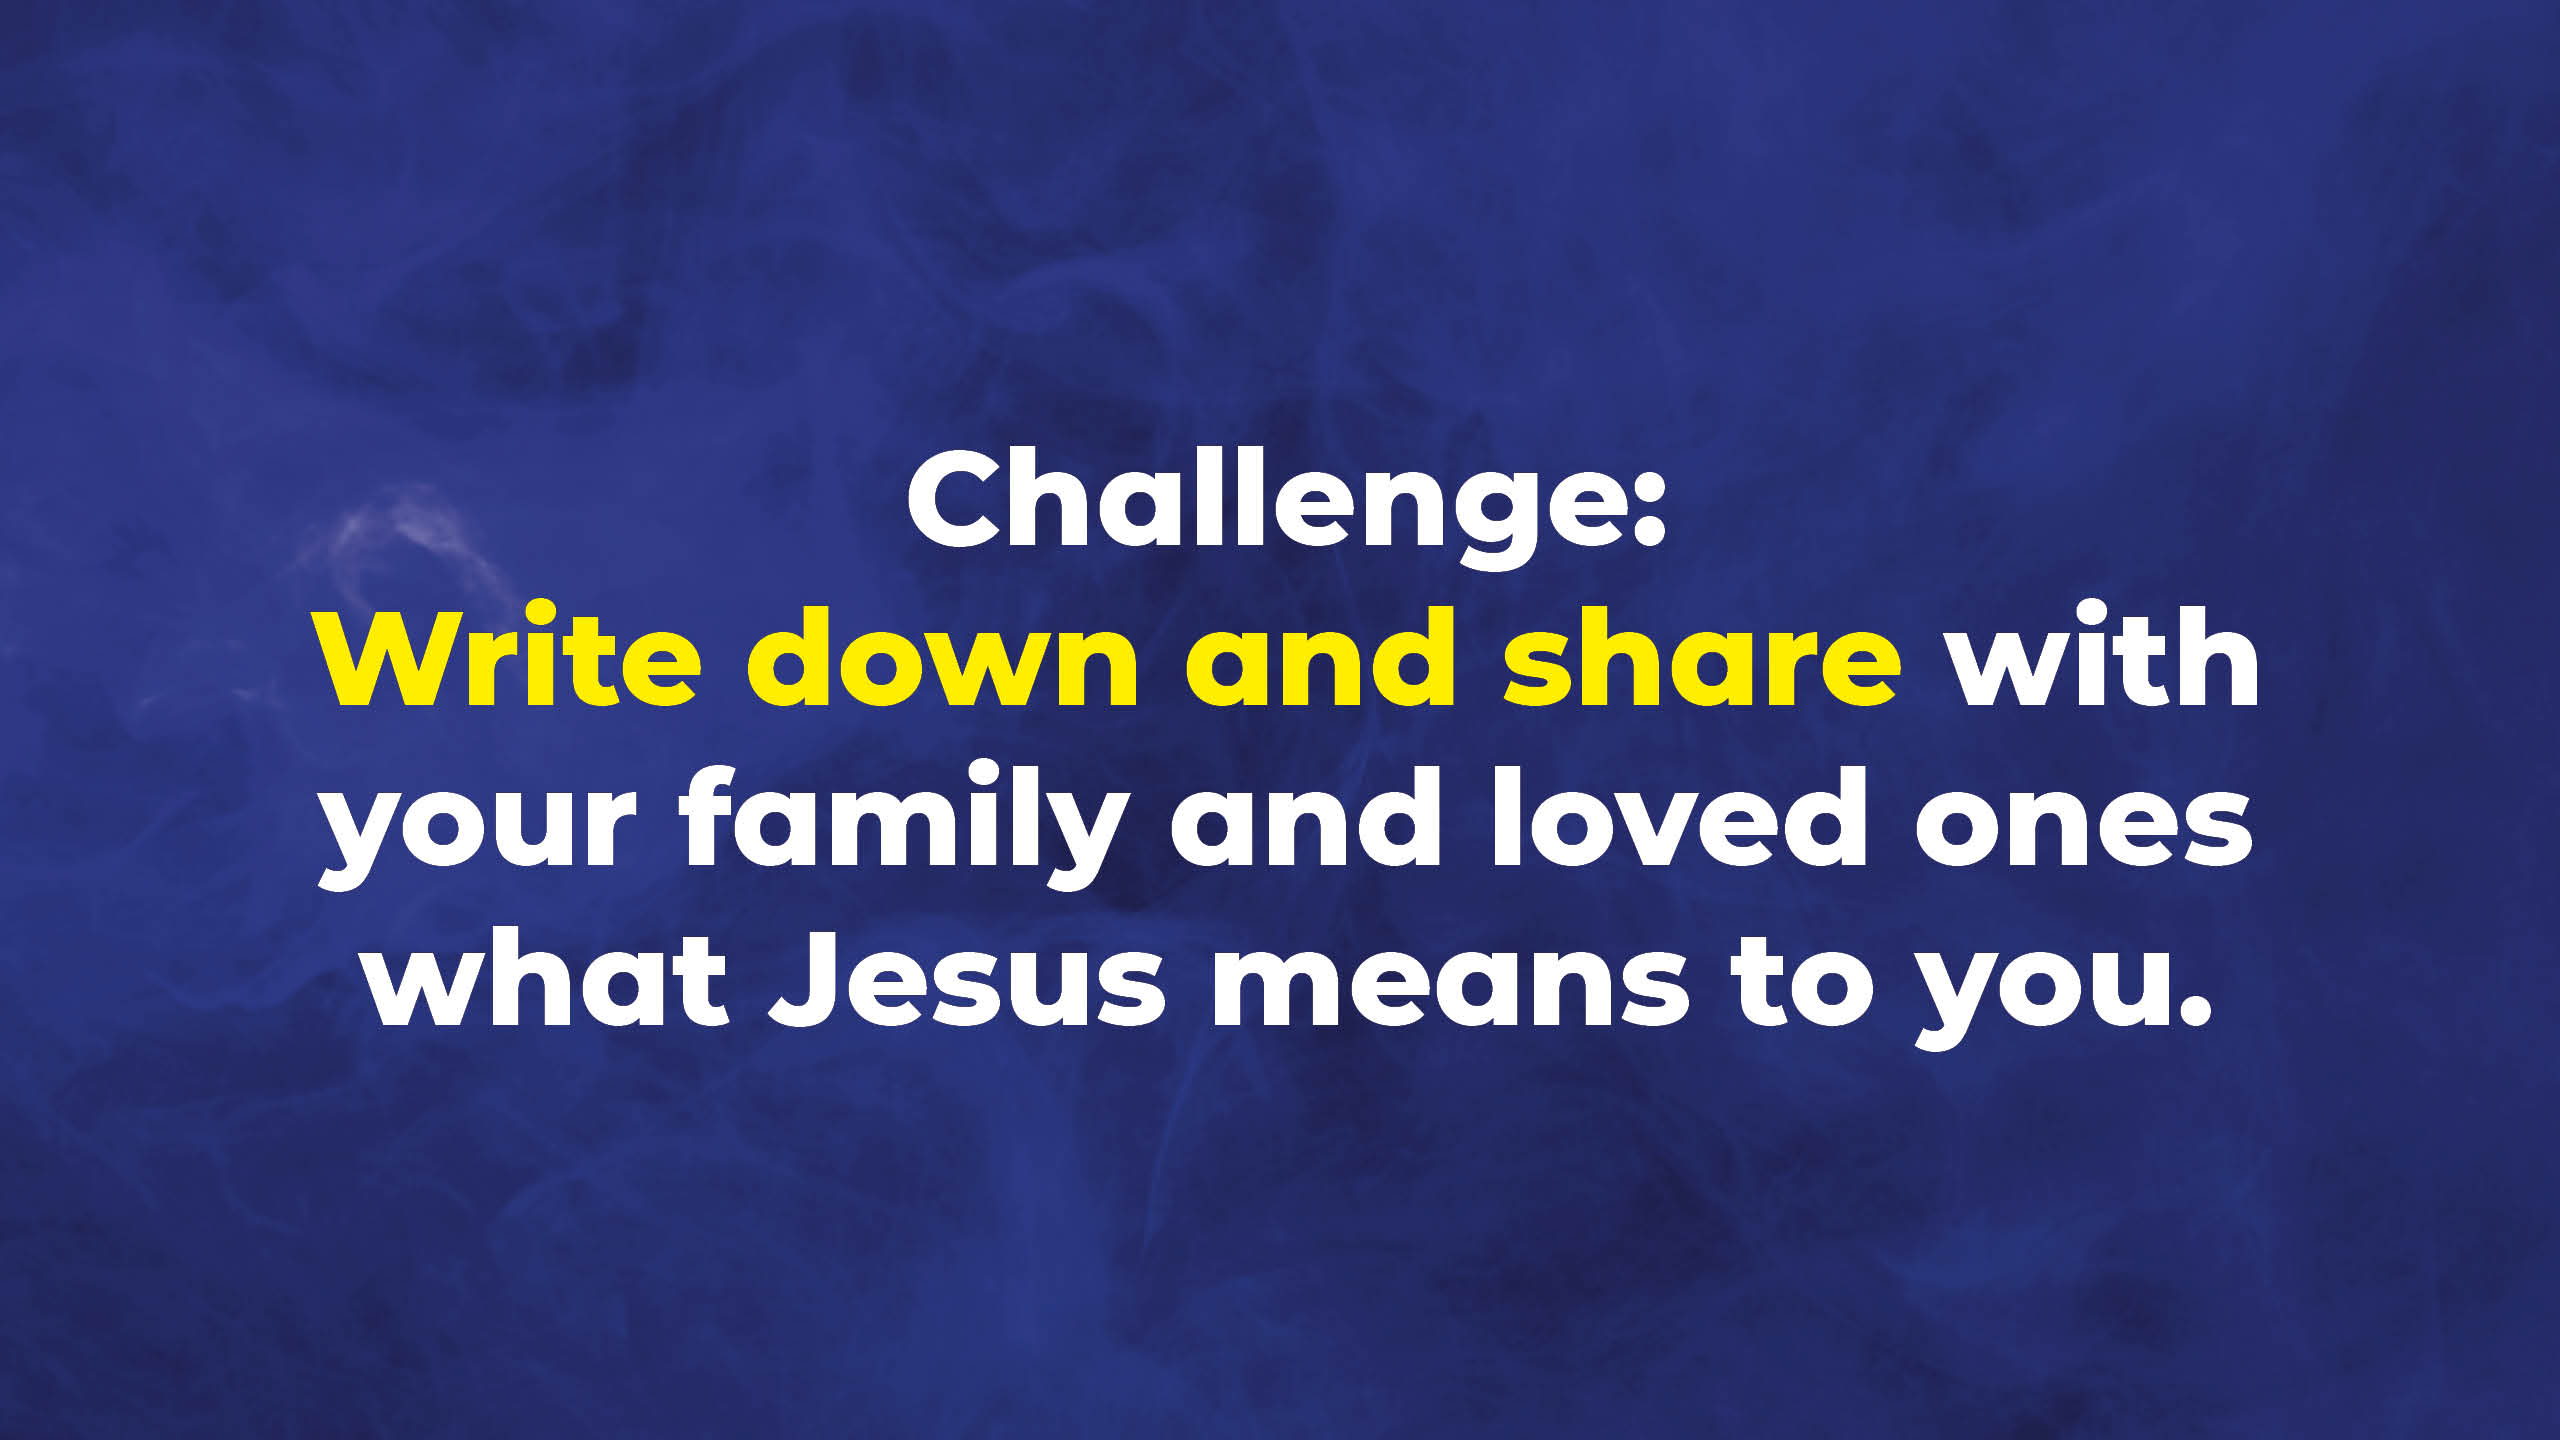 Challenge:
Write down and share with
your family and loved ones
what Jesus means to you.